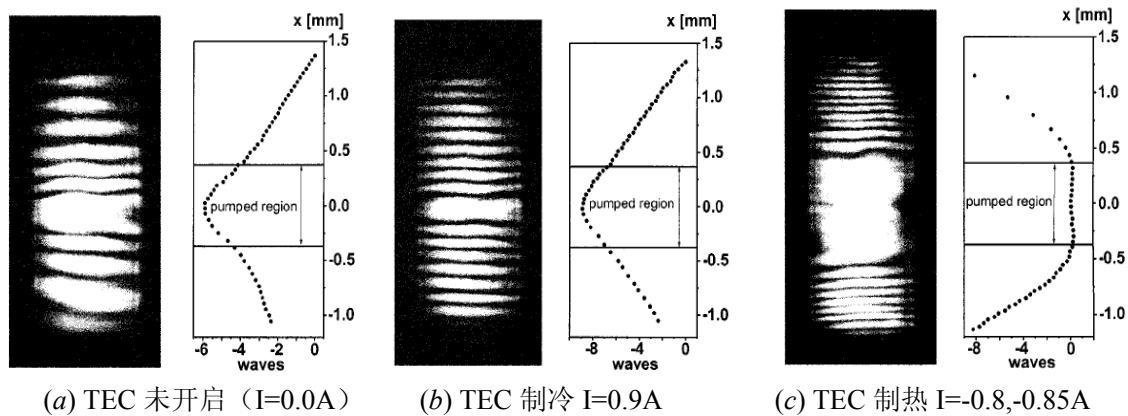 x [mm]
1.5
1.0
0.5
0.0
-0.5
-1.0
pumped region
-6 -4 -2 0
waves
(a) TEC 未开启（I=0.0A）
x [mm]
1.5
1.0
0.5
0.0
-0.5
-1.0
pumped region
-8 -6 -4 -2 0
waves
(b) TEC 制冷 I=0.9A
x [mm]
1.5
1.0
0.5
0.0
-0.5
-1.0
pumped region
-8 -4 0
waves
(c) TEC 制热 I=-0.8,-0.85A